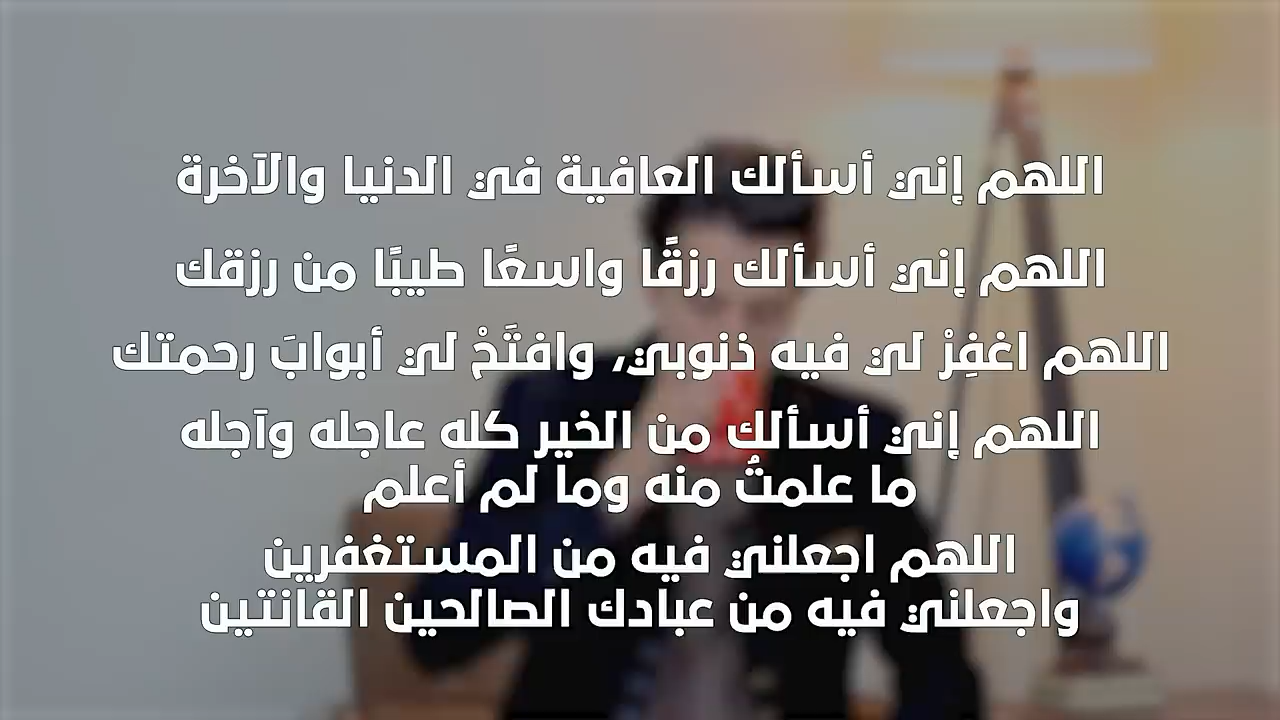 اللهم إني أسألك العافية في الدنيا والآخرة
اللهم إني أسألك رزقًا واسعًا طيبًا من رزقك
اللهم اغفِرْ لي فيه ذنوبي، وافتَحْ لي أبوابَ رحمتك
اللهم إني أسألك من الخير كله عاجله وآجله
ما علمتُ منه وما لم أعلم
اللهم اجعلني فيه من المستغفرين
واجعلني فيه من عبادك الصالحين القانتين